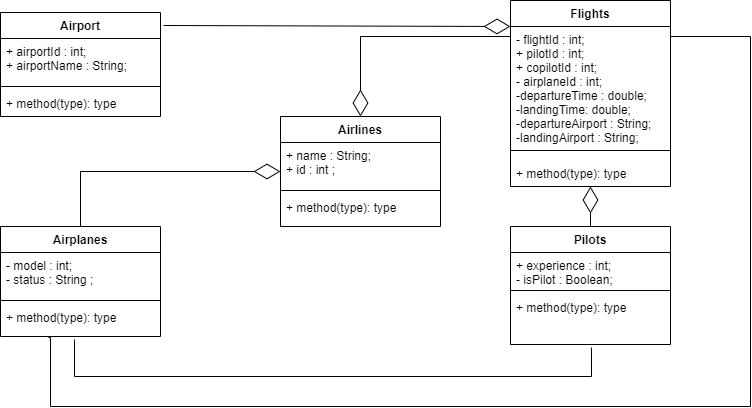 Airport
+ airportId : int;
+ airportName : String;
+ method(type): type
Flights
- flightId : int;
+ pilotId : int;
+ copilotId : int;
- airplaneId : int;
-departureTime : double;
-landingTime: double;
-departureAirport : String;
-landingAirport : String;
+ method(type): type
Airlines
+ name : String;
+ id : int ;
+ method(type): type
Airplanes
- model : int;
- status : String ;
+ method(type): type
Pilots
+ experience : int;
- isPilot : Boolean;
+ method(type): type